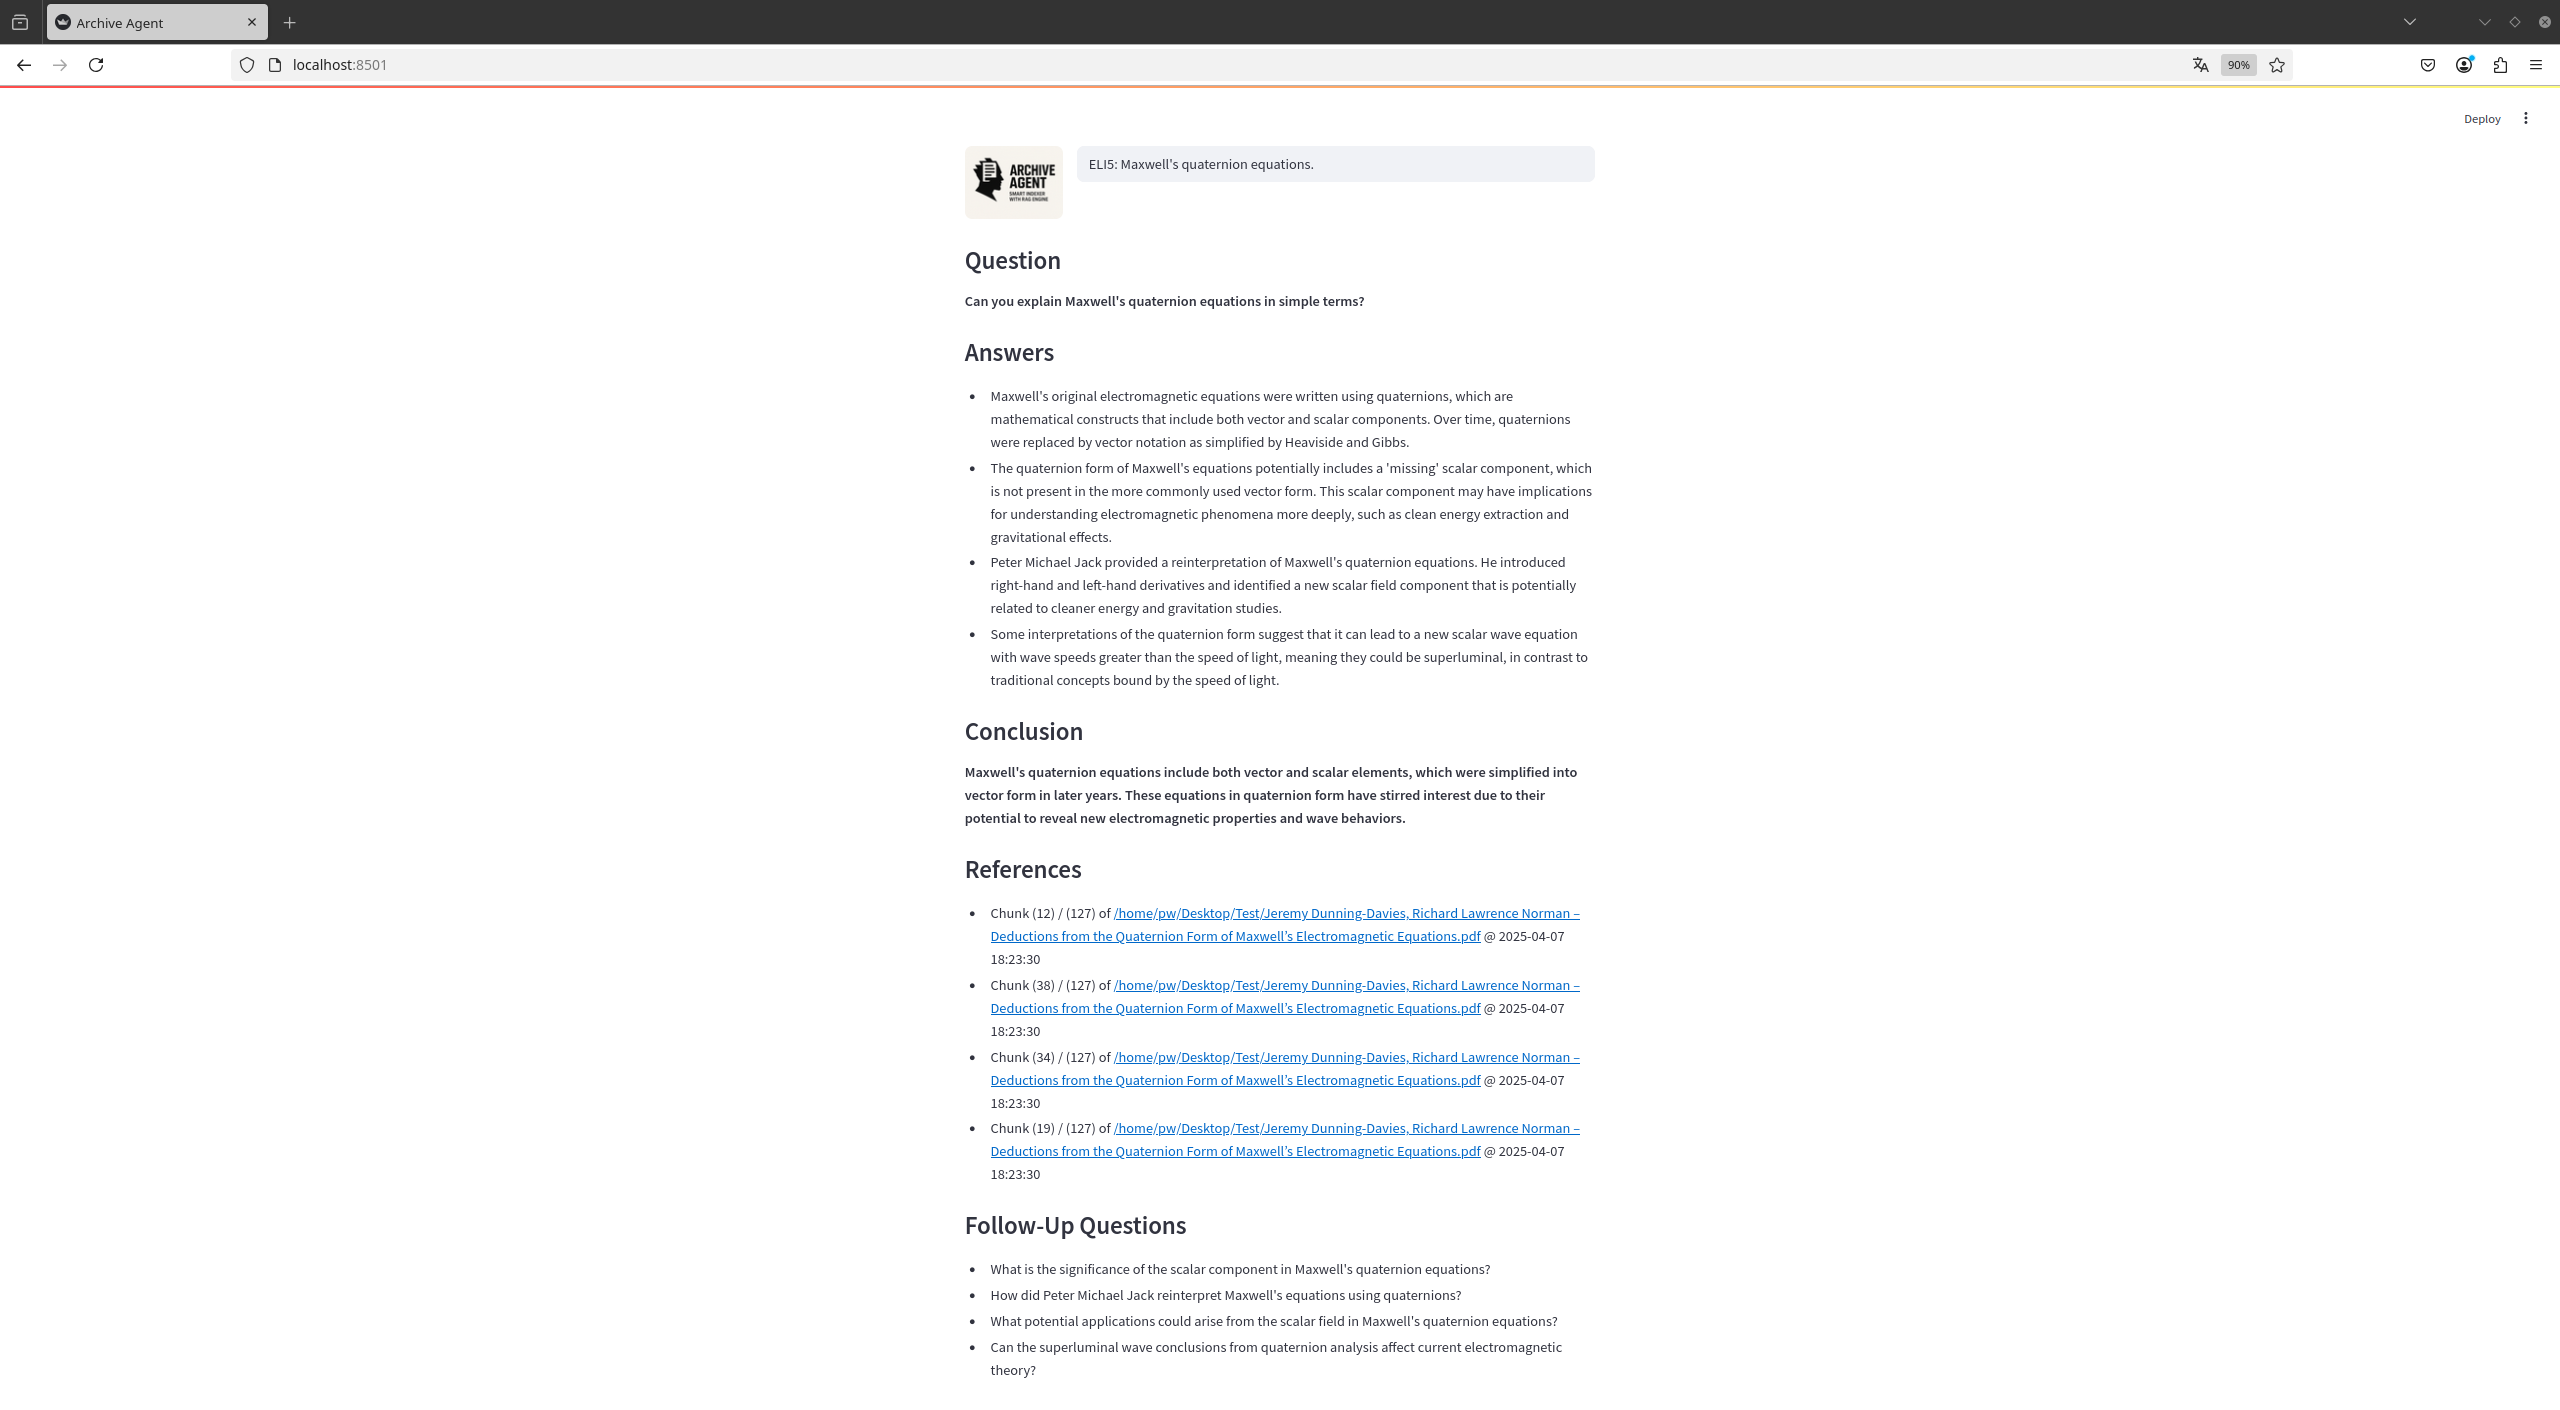 Archive Agent
localhost:8501
90%
Deploy
ARCHIVE
AGENT
SMART INDEXER
WITH RAG ENGINE
ELI5: Maxwell's quaternion equations.
Question
Can you explain Maxwell's quaternion equations in simple terms?
Answers
Maxwell's original electromagnetic equations were written using quaternions, which are
mathematical constructs that include both vector and scalar components. Over time, quaternions
were replaced by vector notation as simplified by Heaviside and Gibbs.
The quaternion form of Maxwell's equations potentially includes a 'missing' scalar component, which
is not present in the more commonly used vector form. This scalar component may have implications
for understanding electromagnetic phenomena more deeply, such as clean energy extraction and
gravitational effects.
Peter Michael Jack provided a reinterpretation of Maxwell's quaternion equations. He introduced
right-hand and left-hand derivatives and identified a new scalar field component that is potentially
related to cleaner energy and gravitation studies.
Some interpretations of the quaternion form suggest that it can lead to a new scalar wave equation
with wave speeds greater than the speed of light, meaning they could be superluminal, in contrast to
traditional concepts bound by the speed of light.
Conclusion
Maxwell's quaternion equations include both vector and scalar elements, which were simplified into
vector form in later years. These equations in quaternion form have stirred interest due to their
potential to reveal new electromagnetic properties and wave behaviors.
References
Chunk (12) / (127) of /home/pw/Desktop/Test/Jeremy Dunning-Davies, Richard Lawrence Norman –
Deductions from the Quaternion Form of Maxwell’s Electromagnetic Equations.pdf @ 2025-04-07
18:23:30
Chunk (38) / (127) of /home/pw/Desktop/Test/Jeremy Dunning-Davies, Richard Lawrence Norman –
Deductions from the Quaternion Form of Maxwell’s Electromagnetic Equations.pdf @ 2025-04-07
18:23:30
Chunk (34) / (127) of /home/pw/Desktop/Test/Jeremy Dunning-Davies, Richard Lawrence Norman –
Deductions from the Quaternion Form of Maxwell’s Electromagnetic Equations.pdf @ 2025-04-07
18:23:30
Chunk (19) / (127) of /home/pw/Desktop/Test/Jeremy Dunning-Davies, Richard Lawrence Norman –
Deductions from the Quaternion Form of Maxwell’s Electromagnetic Equations.pdf @ 2025-04-07
18:23:30
Follow-Up Questions
What is the significance of the scalar component in Maxwell's quaternion equations?
How did Peter Michael Jack reinterpret Maxwell's equations using quaternions?
What potential applications could arise from the scalar field in Maxwell's quaternion equations?
Can the superluminal wave conclusions from quaternion analysis affect current electromagnetic
theory?